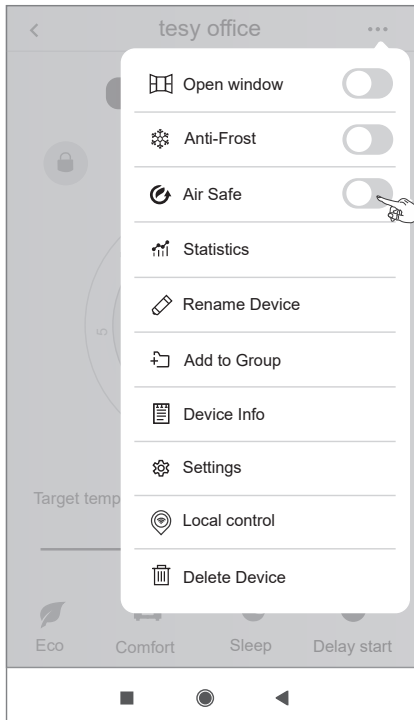 tesy office
Open window
Anti-Frost
Air Safe
Statistics
Rename Device
5
Add to Group
Device Info
Settings
Target temp
Local control
Delete Device
Eco Comfort Sleep Delay start